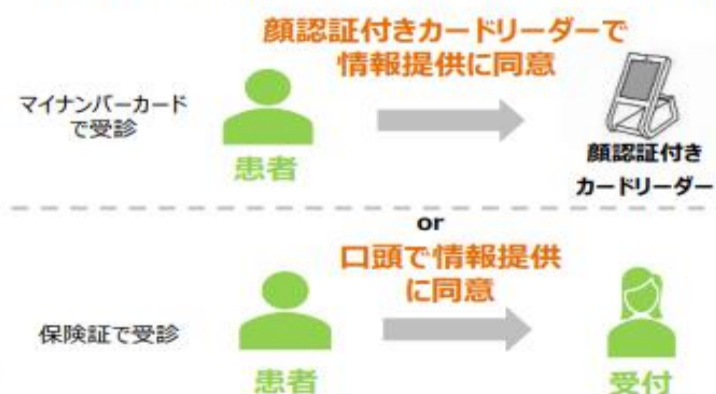 顔認証付きカードリーダーで
情報提供に同意
マイナンバーカード
で受診
患者
顔認証付き
カードリーダー
or
口頭で情報提供
に同意
保険証で受診
患者
受付